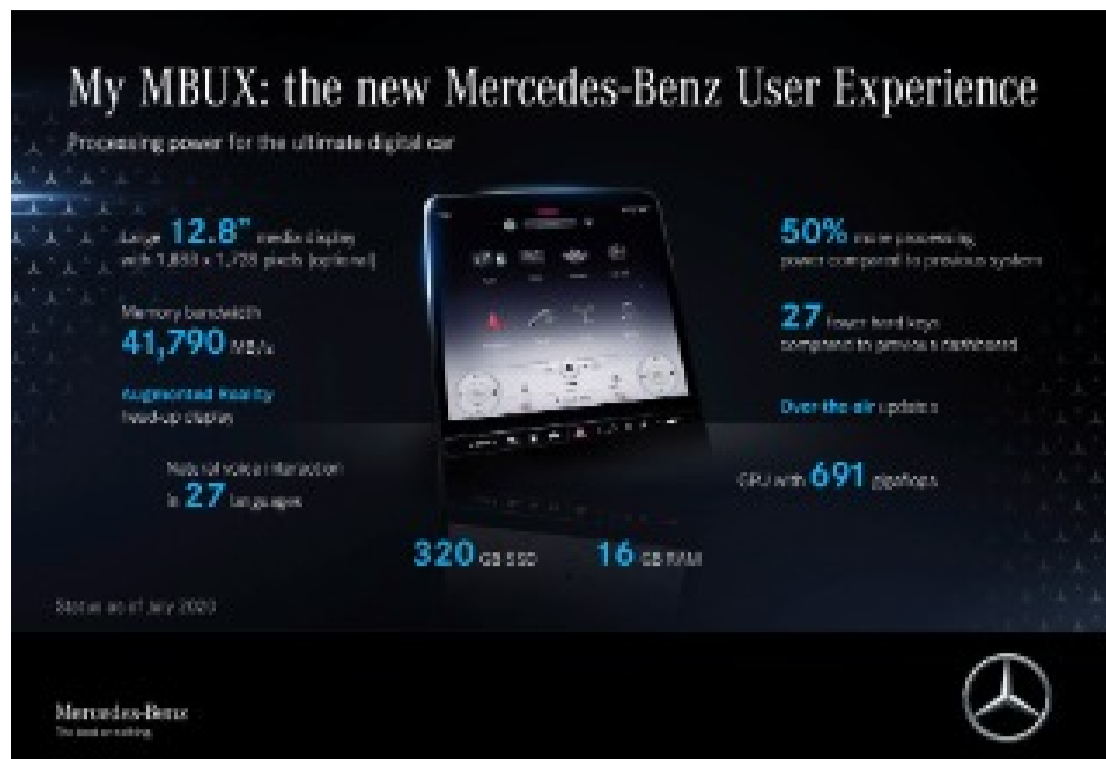 My MBUX: the new Mercedes-Benz User Experience
Processing power for the ultimate digital car
Large 12.8” media display
with pixels (optional)
Memory bandwidth
41,790 MB/s
Augmented Reality
head-up display
Natural voice interaction
in 27 languages
320 GB SSD
16 GB RAM
50% more processing
power compared to previous system
27 fewer hard keys
compared to previous dashboard
Over-the-air updates
GPU with 691 gigaflops
Status as of July 2020
Mercedes-Benz
The best or nothing.